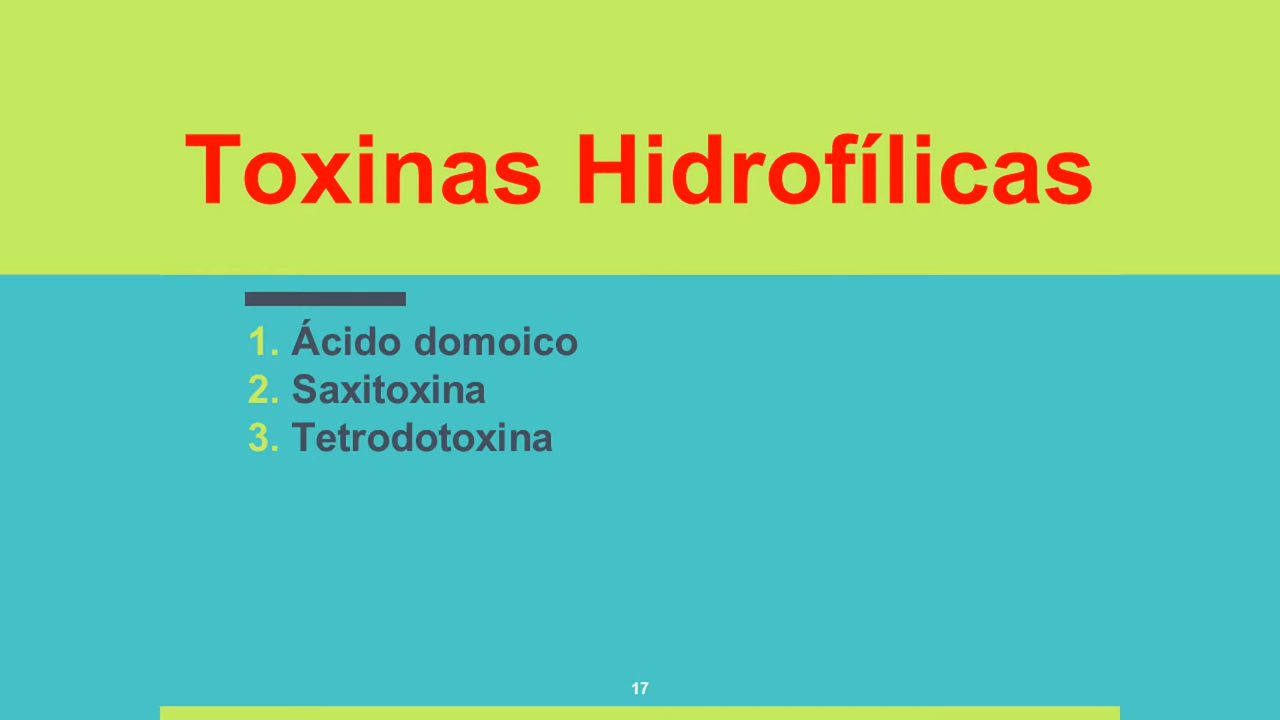 Toxinas Hidrofílicas
1. Ácido domoico
2. Saxitoxina
3. Tetrodotoxina
17